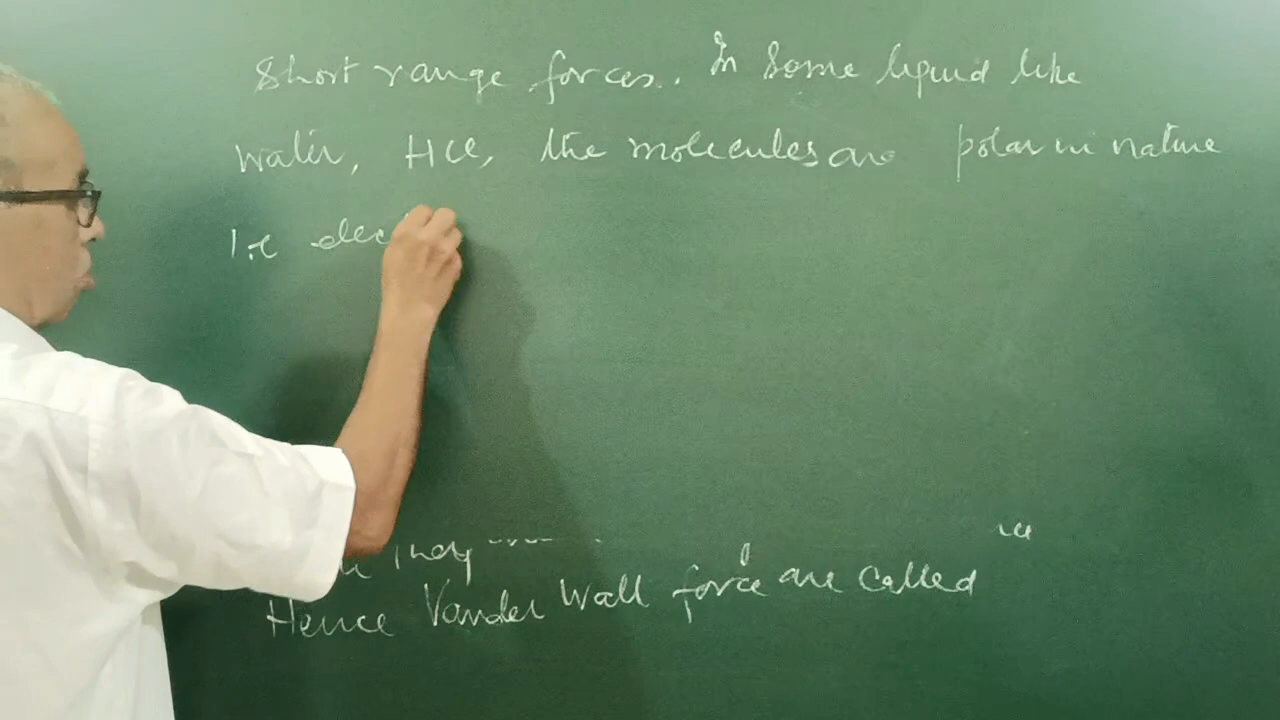 Short range forces. In Some liquid like
water, HCl, the molecules are polar in nature
I.e elec
Hence Vander Wall force are called